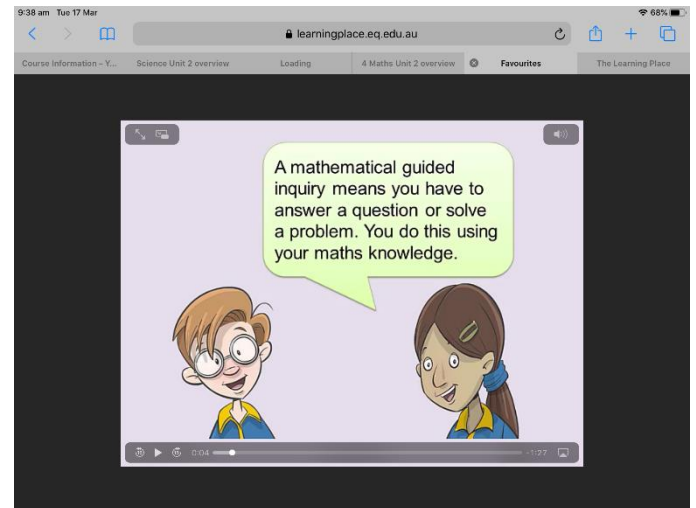 9:38 am Tue 17 Mar
68%
learningplace.eq.edu.au
Course Information – Y...
Science Unit 2 overview
Loading
4 Maths Unit 2 overview
Favourites
The Learning Place
A mathematical guided
inquiry means you have to
answer a question or solve
a problem. You do this using
your maths knowledge.
15
15
0:04
-1:27